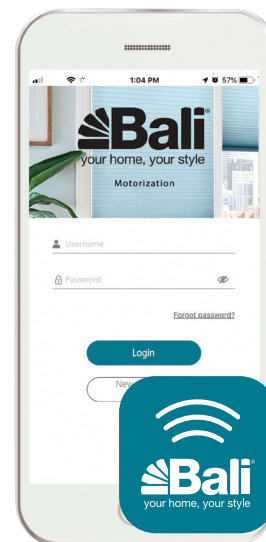 1:04 PM
57%
Bali®
your home, your style
Motorization
Username
Password
Forgot password?
Login
New
Bali
your home, your style